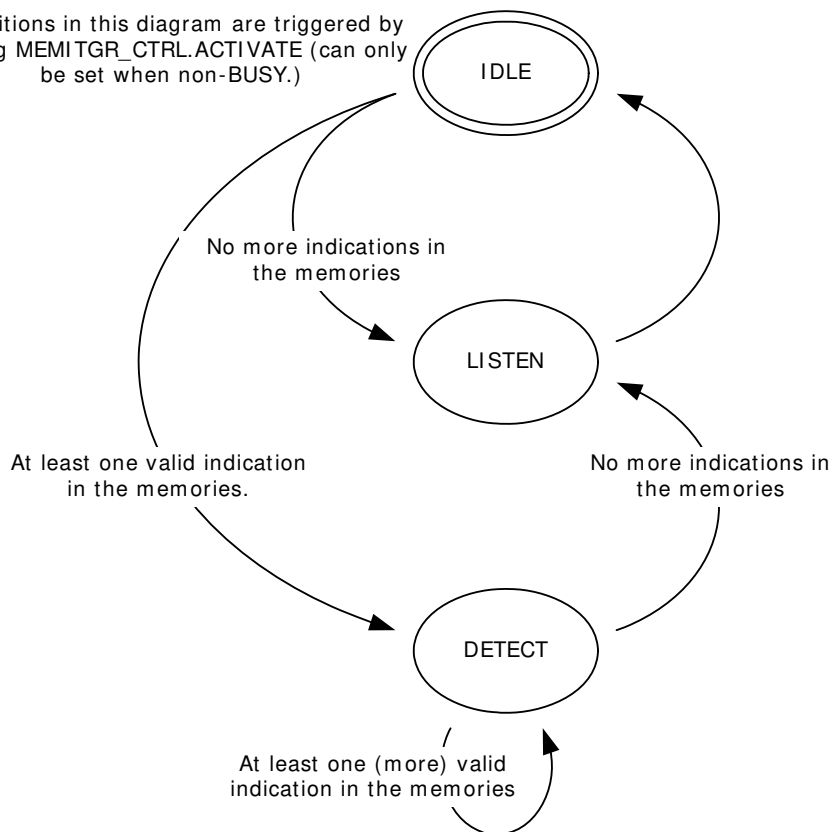 itions in this diagram are triggered by
g MEMITGR_CTRL.ACTIVATE (can only
be set when non-BUSY.)
IDLE
No more indications in
the memories
LISTEN
At least one valid indication
in the memories.
No more indications in
the memories
DETECT
At least one (more) valid
indication in the memories